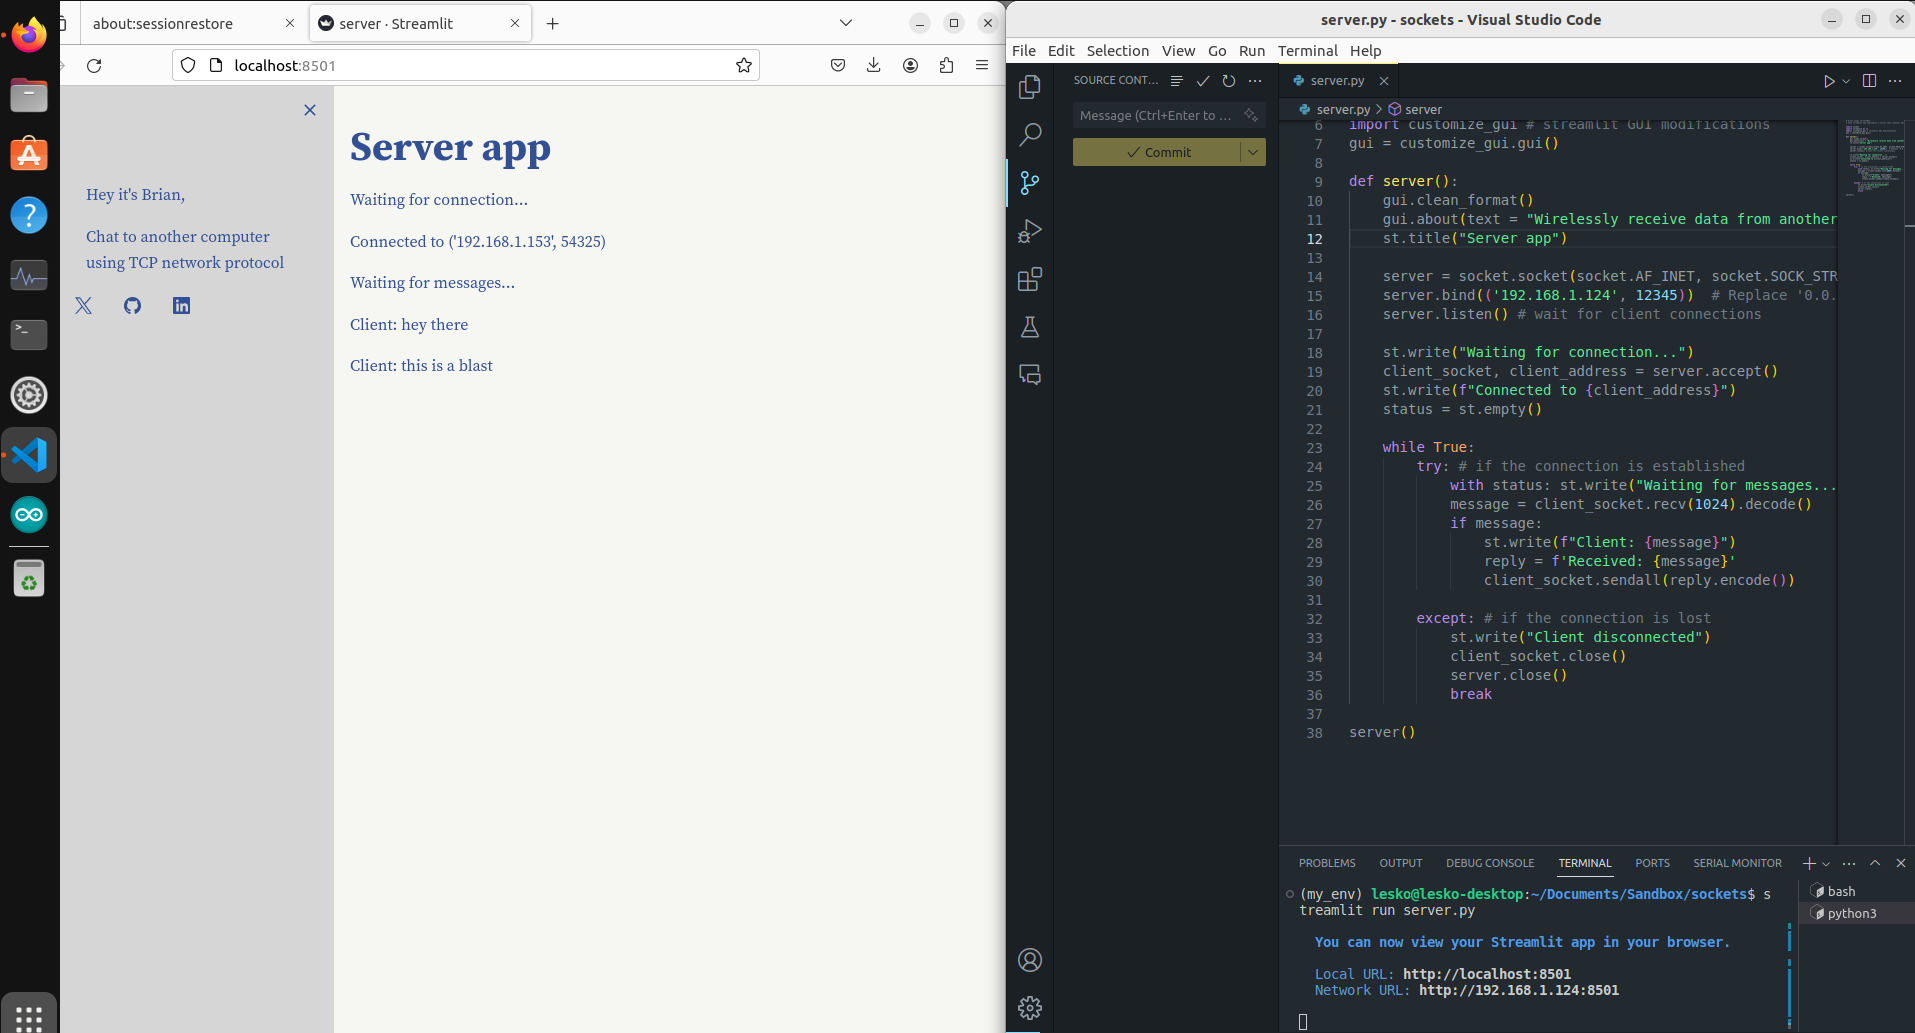 about:sessionrestore
server · Streamlit
localhost:8501
Hey it's Brian,
Chat to another computer
using TCP network protocol
Server app
Waiting for connection...
Connected to ('192.168.1.153', 54325)
Waiting for messages...
Client: hey there
Client: this is a blast
server.py - sockets - Visual Studio Code
File Edit Selection View Go Run Terminal Help
SOURCE CONT...
Message (Ctrl+Enter to ...
Commit
server.py
server.py > server
6 import customize_gui # streamlit GUI modifications
7 gui = customize_gui.gui()
8
9 def server():
10 gui.clean_format()
11 gui.about(text = "Wirelessly receive data from another
12 st.title("Server app")
13
14 server = socket.socket(socket.AF_INET, socket.SOCK_STR
15 server.bind(('192.168.1.124', 12345)) # Replace '0.0.
16 server.listen() # wait for client connections
17
18 st.write("Waiting for connection...")
19 client_socket, client_address = server.accept()
20 st.write(f"Connected to {client_address}")
21 status = st.empty()
22
23 while True:
24 try: # if the connection is established
25 with status: st.write("Waiting for messages...
26 message = client_socket.recv(1024).decode()
27 if message:
28 st.write(f"Client: {message}")
29 reply = f'Received: {message}'
30 client_socket.sendall(reply.encode())
31
32 except: # if the connection is lost
33 st.write("Client disconnected")
34 client_socket.close()
35 server.close()
36 break
37
38 server()
PROBLEMS OUTPUT DEBUG CONSOLE TERMINAL PORTS SERIAL MONITOR
(my_env) lesko@lesko-desktop:~/Documents/Sandbox/sockets$ s
treamlit run server.py
You can now view your Streamlit app in your browser.
Local URL: http://localhost:8501
Network URL: http://192.168.1.124:8501
bash
python3